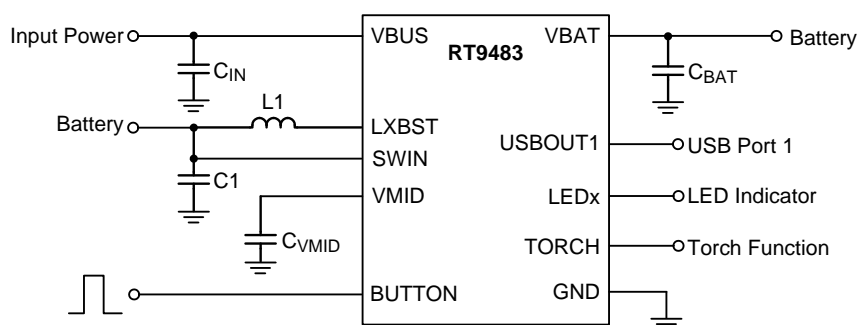 Input Power
VBUS
RT9483
VBAT
Battery
CIN
CBAT
L1
Battery
LXBST
USBOUT1
USB Port 1
SWIN
C1
VMID
LEDx
LED Indicator
CVMID
TORCH
Torch Function
BUTTON
GND